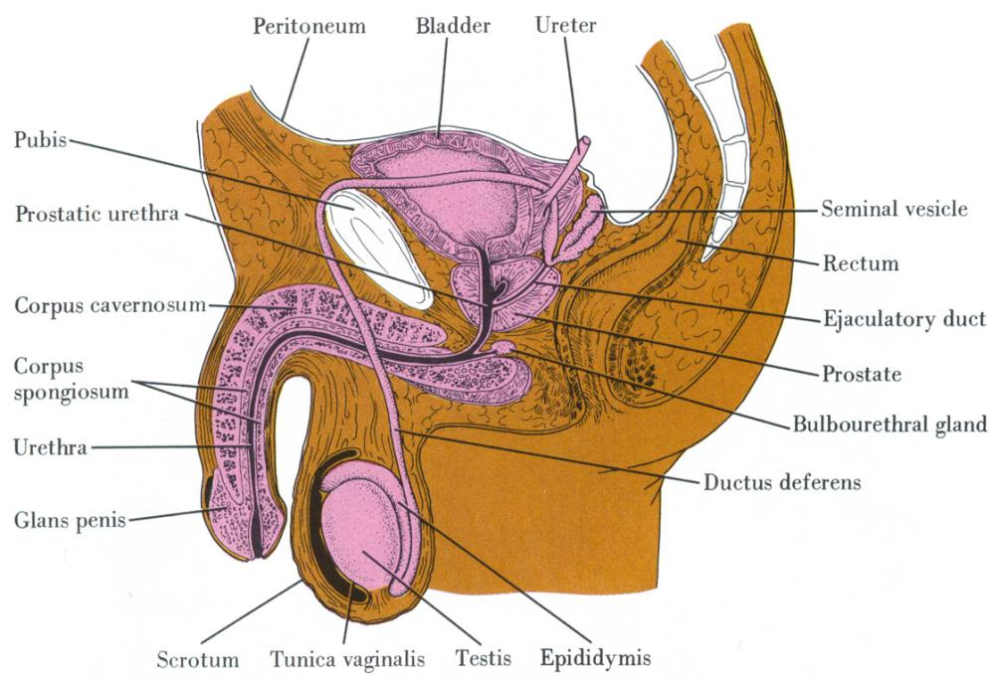 Peritoneum
Bladder
Ureter
Pubis
Prostatic urethra
Seminal vesicle
Rectum
Corpus cavernosum
Ejaculatory duct
Corpus
spongiosum
Prostate
Bulbourethral gland
Urethra
Ductus deferens
Glans penis
Scrotum
Tunica vaginalis
Testis
Epididymis